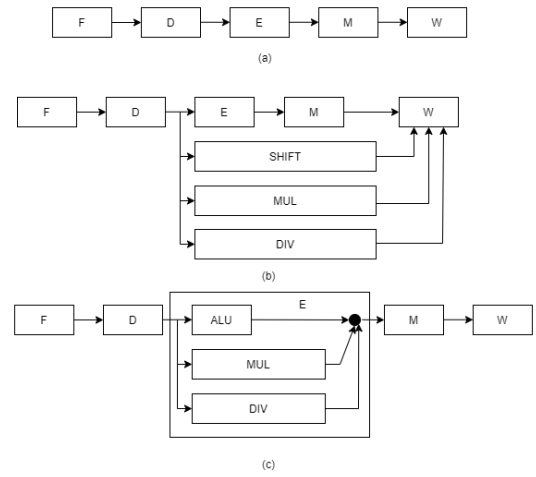 F D E M W
(a)
F D E M W
SHIFT
MUL
DIV
(b)
E
F D ALU M W
MUL
DIV
(c)